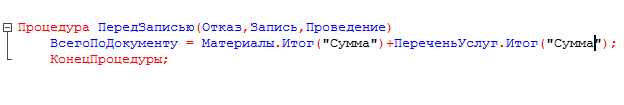 Процедура ПередЗаписью(Отказ,Запись,Проведение)
ВсегоПоДокументу = Материалы.Итог("Сумма")+ПереченьУслуг.Итог("Сумма");
КонецПроцедуры;